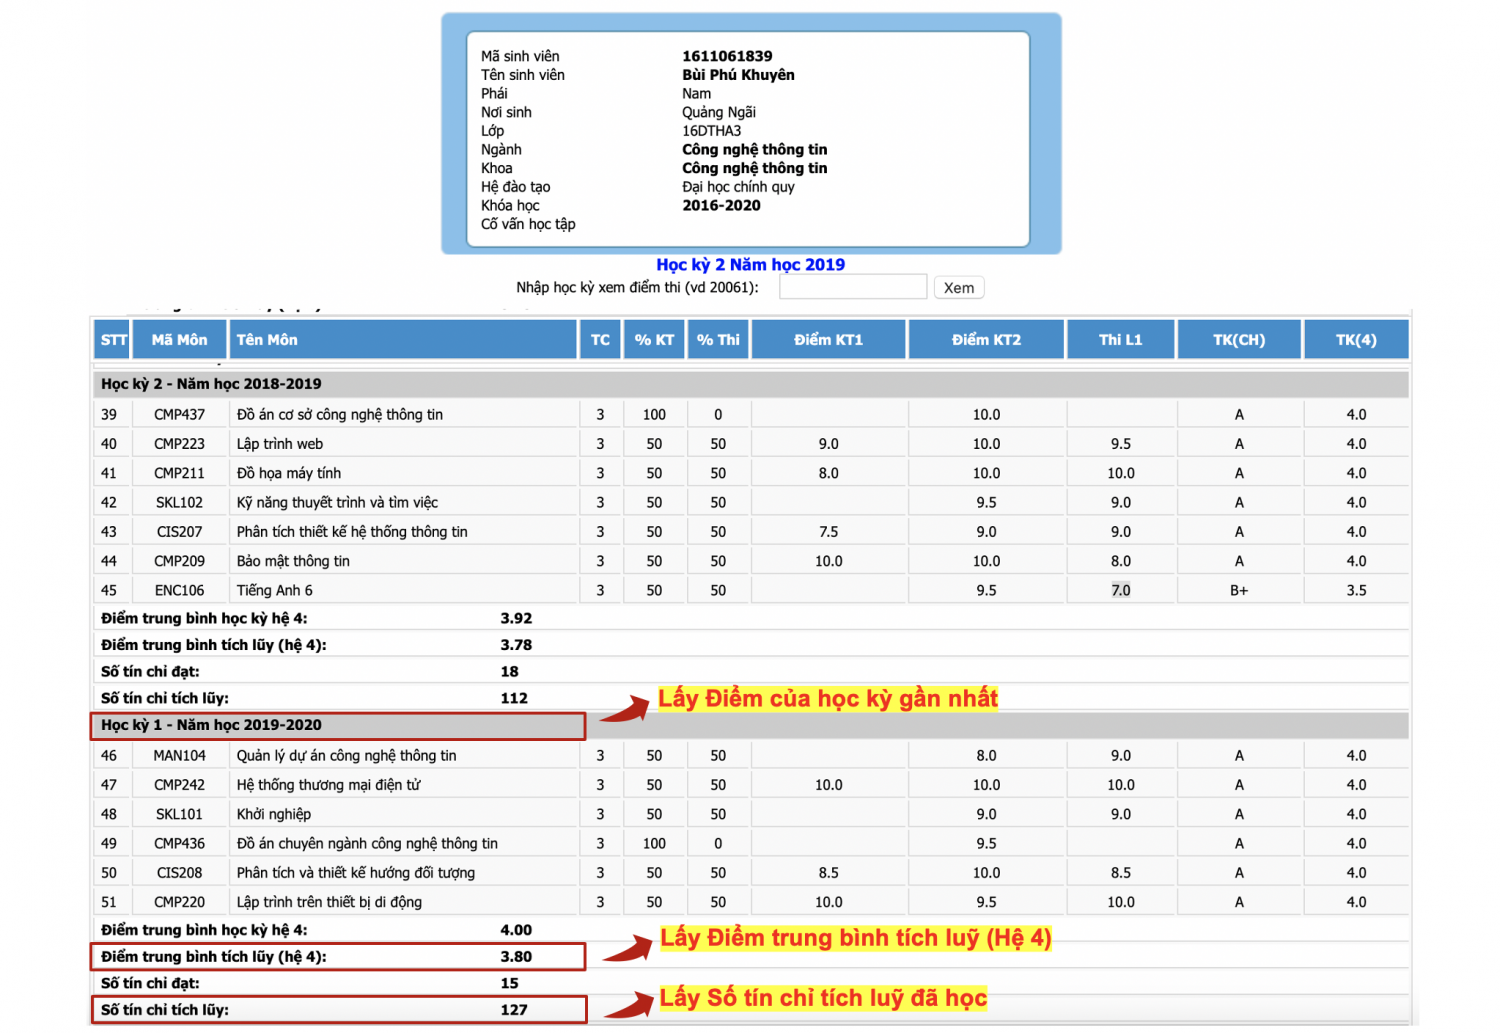 Mã sinh viên 1611061839
Tên sinh viên Bùi Phú Khuyên
Phái Nam
Nơi sinh Quảng Ngãi
Lớp 16DTHA3
Ngành Công nghệ thông tin
Khoa Công nghệ thông tin
Hệ đào tạo Đại học chính quy
Khóa học 2016-2020
Cố vấn học tập
Học kỳ 2 Năm học 2019
Nhập học kỳ xem điểm thi (vd 20061): Xem
STT Mã Môn Tên Môn TC % KT % Thi Điểm KT1 Điểm KT2 Thi L1 TK(CH) TK(4)
Học kỳ 2 - Năm học 2018-2019
39 CMP437 Đồ án cơ sở công nghệ thông tin 3 100 0 10.0 A 4.0
40 CMP223 Lập trình web 3 50 50 9.0 10.0 9.5 A 4.0
41 CMP211 Đồ họa máy tính 3 50 50 8.0 10.0 10.0 A 4.0
42 SKL102 Kỹ năng thuyết trình và tìm việc 3 50 50 9.5 9.0 A 4.0
43 CIS207 Phân tích thiết kế hệ thống thông tin 3 50 50 7.5 9.0 9.0 A 4.0
44 CMP209 Bảo mật thông tin 3 50 50 10.0 10.0 8.0 A 4.0
45 ENC106 Tiếng Anh 6 3 50 50 9.5 7.0 B+ 3.5
Điểm trung bình học kỳ hệ 4: 3.92
Điểm trung bình tích lũy (hệ 4): 3.78
Số tín chỉ đạt: 18
Số tín chỉ tích lũy: 112
Lấy Điểm của học kỳ gần nhất
Học kỳ 1 - Năm học 2019-2020
46 MAN104 Quản lý dự án công nghệ thông tin 3 50 50 8.0 9.0 A 4.0
47 CMP242 Hệ thống thương mại điện tử 3 50 50 10.0 10.0 10.0 A 4.0
48 SKL101 Khởi nghiệp 3 50 50 9.0 9.0 A 4.0
49 CMP436 Đồ án chuyên ngành công nghệ thông tin 3 100 0 9.5 A 4.0
50 CIS208 Phân tích và thiết kế hướng đối tượng 3 50 50 8.5 10.0 8.5 A 4.0
51 CMP220 Lập trình trên thiết bị di động 3 50 50 10.0 9.5 10.0 A 4.0
Điểm trung bình học kỳ hệ 4: 4.00
Lấy Điểm trung bình tích luỹ (Hệ 4)
Điểm trung bình tích lũy (hệ 4): 3.80
Số tín chỉ đạt: 15
Lấy Số tín chỉ tích luỹ đã học
Số tín chỉ tích lũy: 127